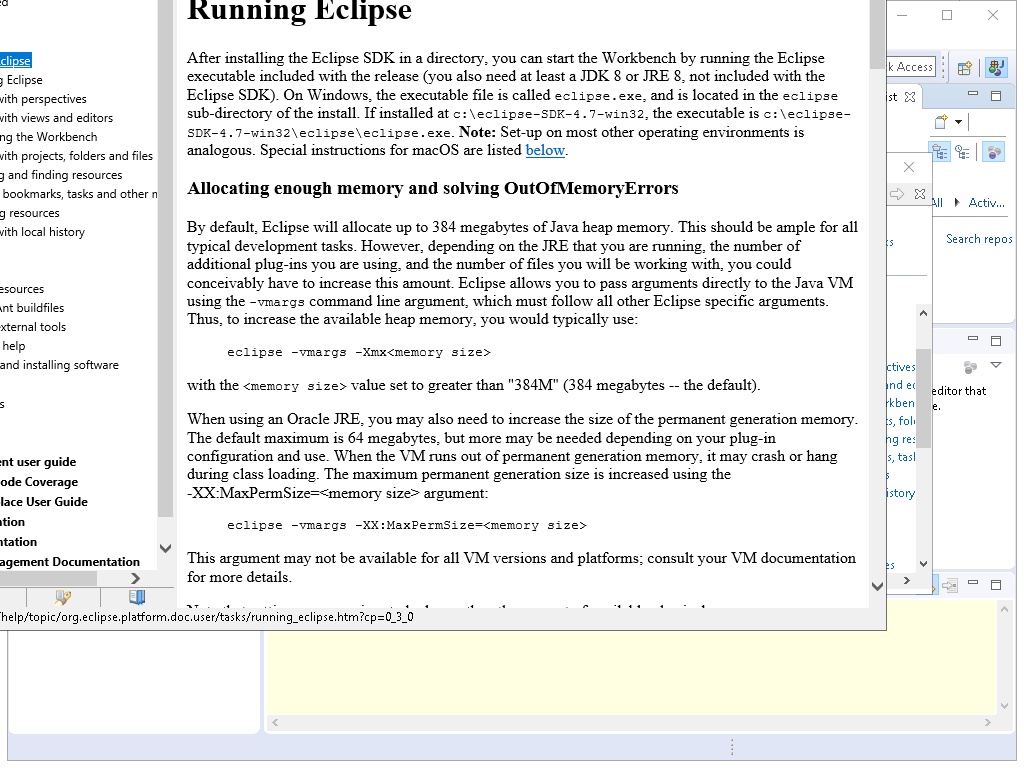 Running Eclipse
After installing the Eclipse SDK in a directory, you can start the Workbench by running the Eclipse
executable included with the release (you also need at least a JDK 8 or JRE 8, not included with the
Eclipse SDK). On Windows, the executable file is called eclipse.exe, and is located in the eclipse
sub-directory of the install. If installed at c:\eclipse-SDK-4.7-win32, the executable is c:\eclipse-
SDK-4.7-win32\eclipse\eclipse.exe. Note: Set-up on most other operating environments is
analogous. Special instructions for macOS are listed below.
Allocating enough memory and solving OutOfMemoryErrors
By default, Eclipse will allocate up to 384 megabytes of Java heap memory. This should be ample for all
typical development tasks. However, depending on the JRE that you are running, the number of
additional plug-ins you are using, and the number of files you will be working with, you could
conceivably have to increase this amount. Eclipse allows you to pass arguments directly to the Java VM
using the -vmargs command line argument, which must follow all other Eclipse specific arguments.
Thus, to increase the available heap memory, you would typically use:
eclipse -vmargs -Xmx<memory size>
with the <memory size> value set to greater than "384M" (384 megabytes -- the default).
When using an Oracle JRE, you may also need to increase the size of the permanent generation memory.
The default maximum is 64 megabytes, but more may be needed depending on your plug-in
configuration and use. When the VM runs out of permanent generation memory, it may crash or hang
during class loading. The maximum permanent generation size is increased using the
-XX:MaxPermSize=<memory size> argument:
eclipse -vmargs -XX:MaxPermSize=<memory size>
This argument may not be available for all VM versions and platforms; consult your VM documentation
for more details.
clipse
g Eclipse
with perspectives
with views and editors
ng the Workbench
with projects, folders and files
g and finding resources
bookmarks, tasks and other m
g resources
with local history
esources
Ant buildfiles
external tools
help
and installing software
s
ent user guide
ode Coverage
place User Guide
ation
ntation
agement Documentation
/help/topic/org.eclipse.platform.doc.user/tasks/running_eclipse.htm?cp=0_3_0
k Access
ist
All
Activ...
ks
Search repos
ctives
and ec
rkben
s, fold
ng res
s, task
s
istory
es
editor that
e.